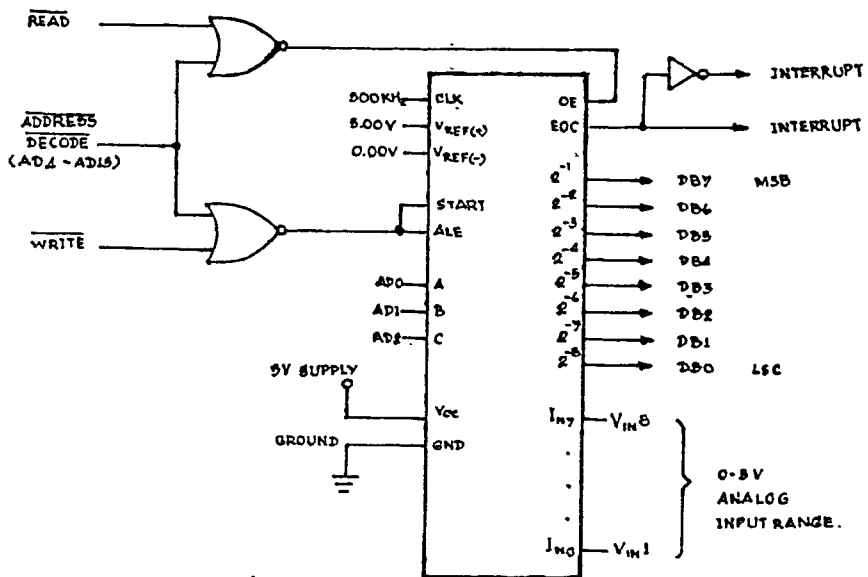 READ
INTERRUPT
ADDRESS
DECODE
(AD4-AD15)
500KHz
CLK
OE
5.00V
VREF(+)
EOC
INTERRUPT
0.00V
VREF(-)
2-1
DB7
MSB
2-2
DB6
START
2-3
DB5
ALE
2-4
DB4
WRITE
2-5
DB3
AD0
A
2-6
DB2
AD1
B
2-7
DB1
AD2
C
2-8
DB0
LSC
5V SUPPLY
VCC
IN7
VIN8
GROUND
GND
0-5V
ANALOG
INPUT RANGE.
IN0
VIN1